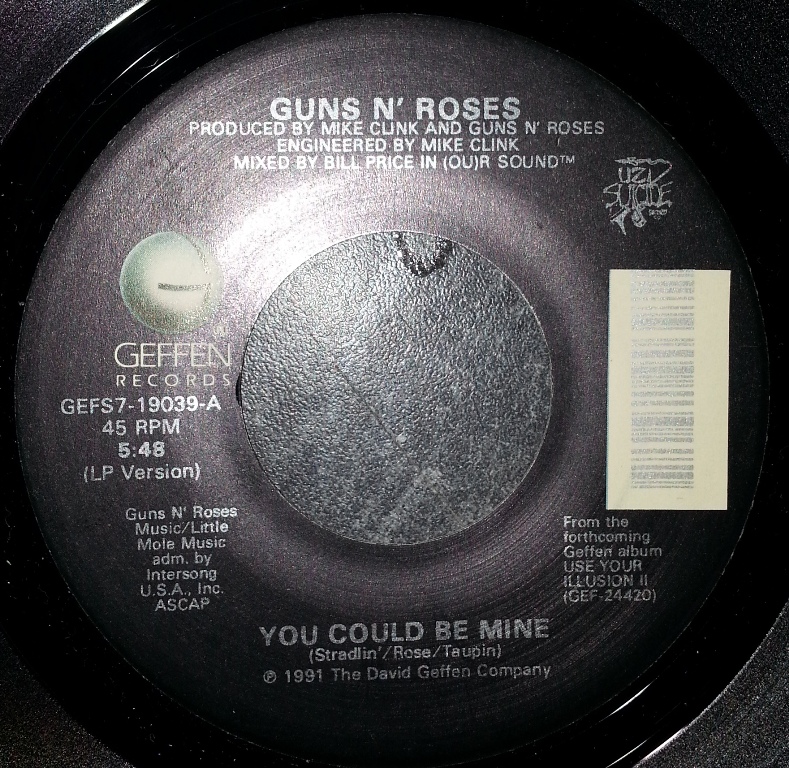 GUNS N' ROSES
PRODUCED BY MIKE CLINK AND GUNS N' ROSES
ENGINEERED BY MIKE CLINK
MIXED BY BILL PRICE IN (OU)R SOUND™
UZI
SUICIDE
GEFFEN
RECORDS
GEFS7-19039-A
45 RPM
5:48
(LP Version)
Guns N' Roses
Music/Little
Mole Music
adm. by
Intersong
U.S.A., Inc.
ASCAP
From the
forthcoming
Geffen album
USE YOUR
ILLUSION II
(GEF-24420)
YOU COULD BE MINE
(Stradlin'/Rose/Taupin)
℗ 1991 The David Geffen Company